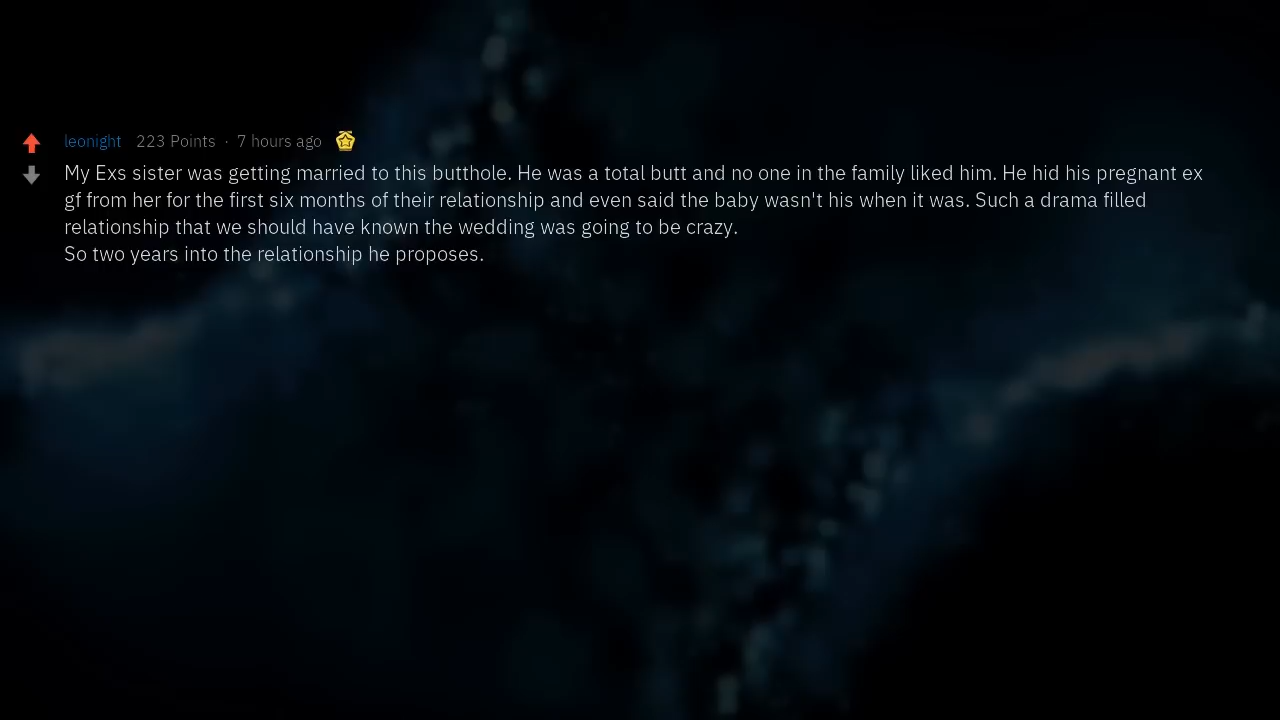 leonight 223 Points · 7 hours ago
My Exs sister was getting married to this butthole. He was a total butt and no one in the family liked him. He hid his pregnant ex
gf from her for the first six months of their relationship and even said the baby wasn't his when it was. Such a drama filled
relationship that we should have known the wedding was going to be crazy.
So two years into the relationship he proposes.